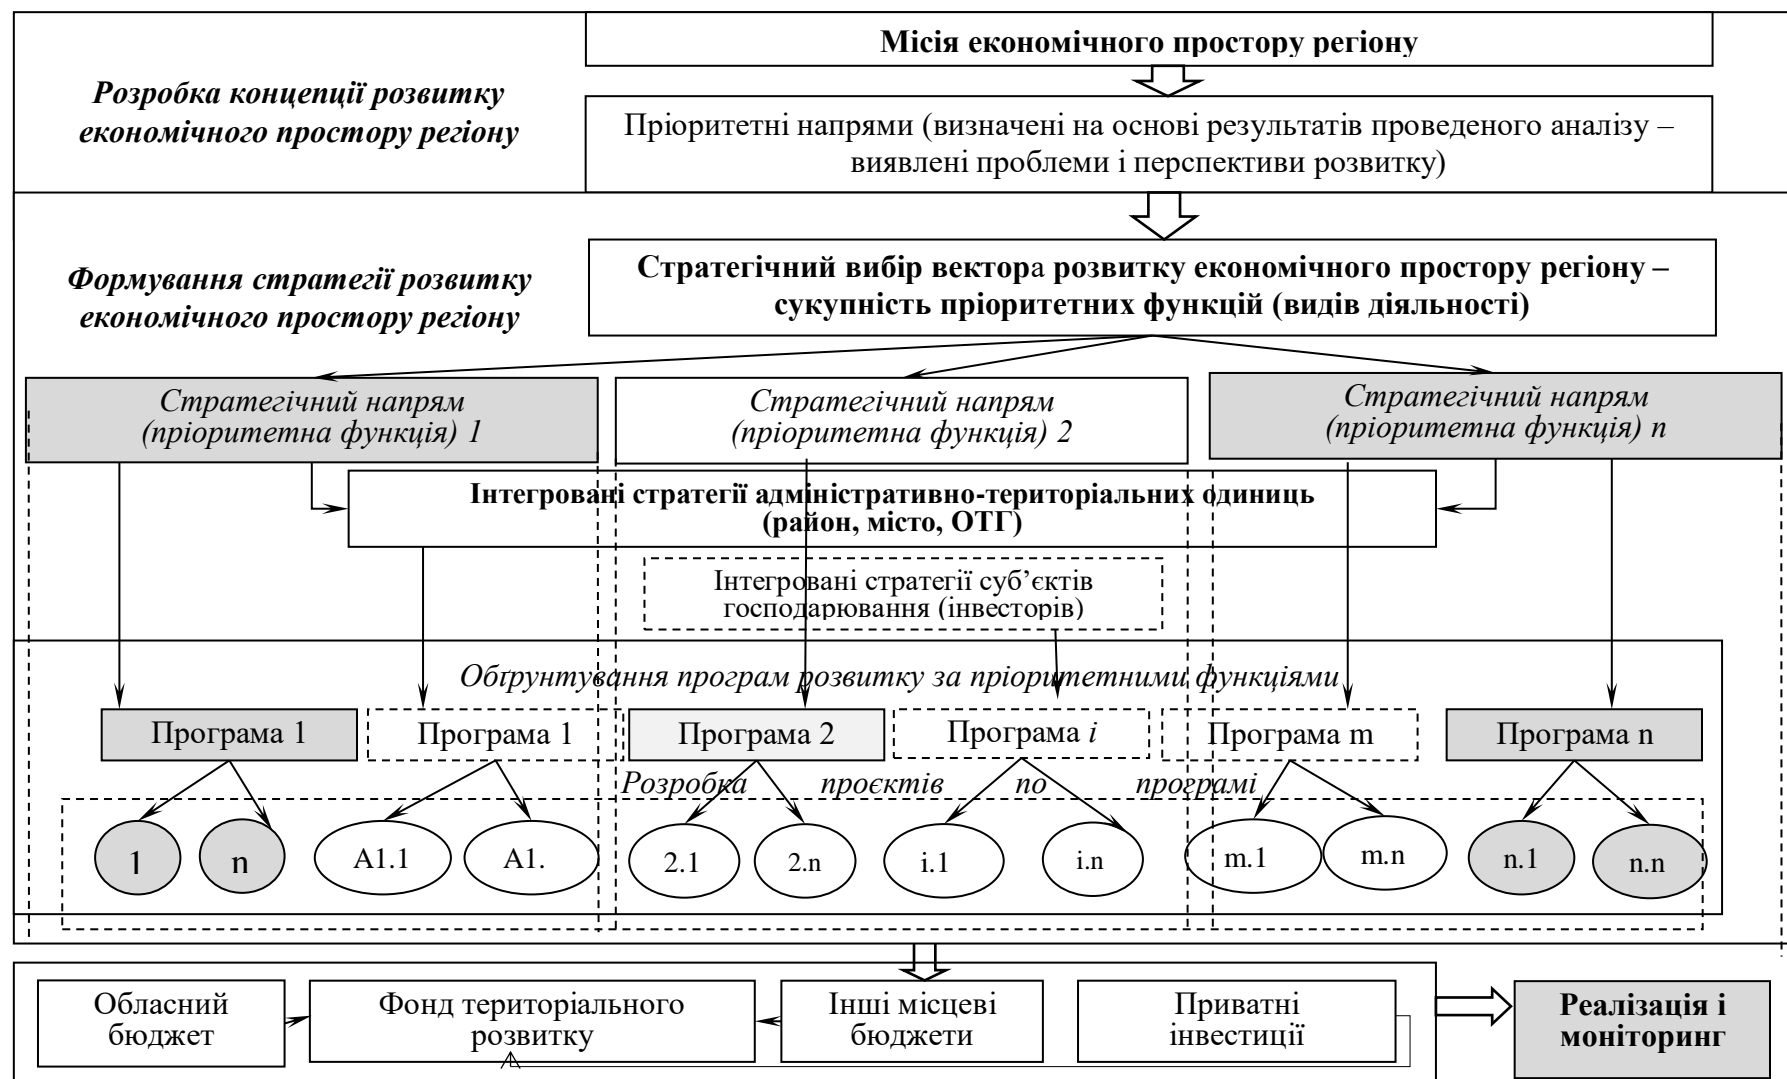 Місія економічного простору регіону
Розробка концепції розвитку
економічного простору регіону
Пріоритетні напрями (визначені на основі результатів проведеного аналізу –
виявлені проблеми і перспективи розвитку)
Формування стратегії розвитку
економічного простору регіону
Стратегічний вибір вектора розвитку економічного простору регіону –
сукупність пріоритетних функцій (видів діяльності)
Стратегічний напрям
(пріоритетна функція) 1
Стратегічний напрям
(пріоритетна функція) 2
Стратегічний напрям
(пріоритетна функція) n
Інтегровані стратегії адміністративно-територіальних одиниць
(район, місто, ОТГ)
Інтегровані стратегії суб’єктів
господарювання (інвесторів)
Обґрунтування програм розвитку за пріоритетними функціями
Програма 1
Програма 1
Програма 2
Програма i
Програма m
Програма n
Розробка проєктів по програмі
1
n
А1.1
А1.
2.1
2.n
i.1
i.n
m.1
m.n
n.1
n.n
Обласний
бюджет
Фонд територіального
розвитку
Інші місцеві
бюджети
Приватні
інвестиції
Реалізація і
моніторинг